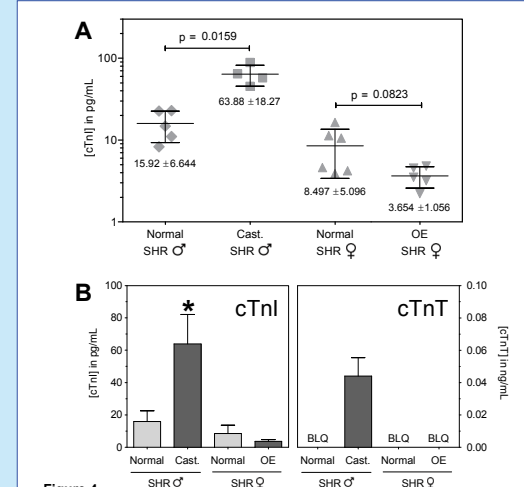 A
p = 0.0159
p = 0.0823
[cTnI] in pg/mL
100
10
1
63.88 ±18.27
15.92 ±6.644
8.497 ±5.096
3.654 ±1.056
Normal Cast. Normal OE
SHR ♂ SHR ♂ SHR ♀ SHR ♀
B
cTnI cTnT
*
[cTnI] in pg/mL
100
80
60
40
20
0
0.10
0.08
0.06
0.04
0.02
0.00
[cTnT] in ng/mL
BLQ BLQ BLQ
Normal Cast. Normal OE Normal Cast. Normal OE
SHR ♂ SHR ♀ SHR ♂ SHR ♀